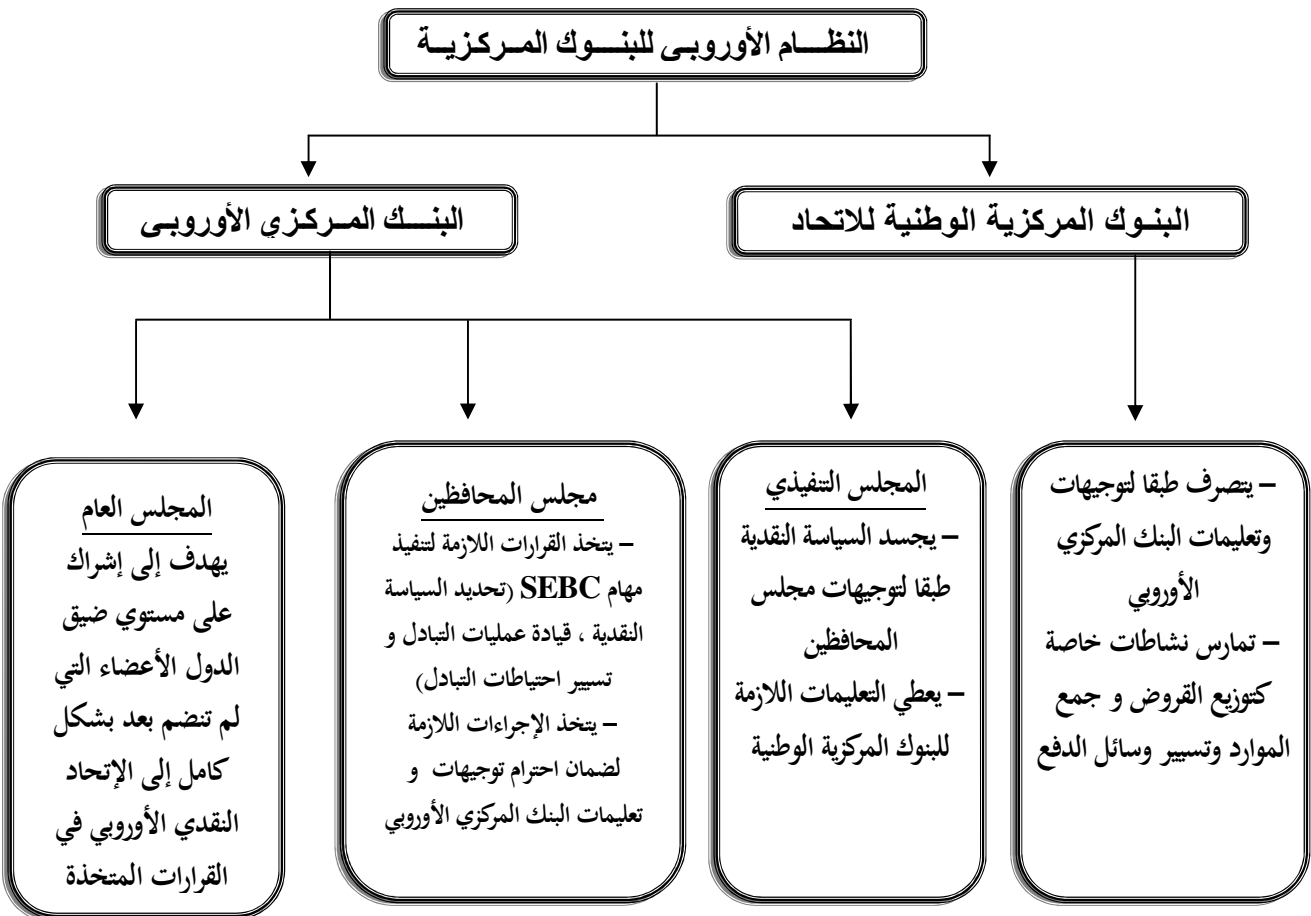 النظـــام الأوروبى للبنـــوك المـركـزيـة
البنـوك المركزية الوطنية للاتحاد
البنــــك المــركـزي الأوروبـى
– يتصرف طبقا لتوجيهات
وتعليمات البنك المركزي
الأوروبي
– تمارس نشاطات خاصة
كتوزيع القروض و جمع
الموارد وتسيير وسائل الدفع
المجلس التنفيذي
– يجسد السياسة النقدية
طبقا لتوجيهات مجلس
المحافظين
– يعطي التعليمات اللازمة
للبنوك المركزية الوطنية
مجلس المحافظين
– يتخذ القرارات اللازمة لتنفيذ
مهام SEBC (تحديد السياسة
النقدية ، قيادة عمليات التبادل و
تسيير احتياطات التبادل)
– يتخذ الإجراءات اللازمة
لضمان احترام توجيهات و
تعليمات البنك المركزي الأوروبي
المجلس العام
يهدف إلى إشراك
على مستوي ضيق
الدول الأعضاء التي
لم تنضم بعد بشكل
كامل إلى الإتحاد
النقدي الأوروبي في
القرارات المتخذة